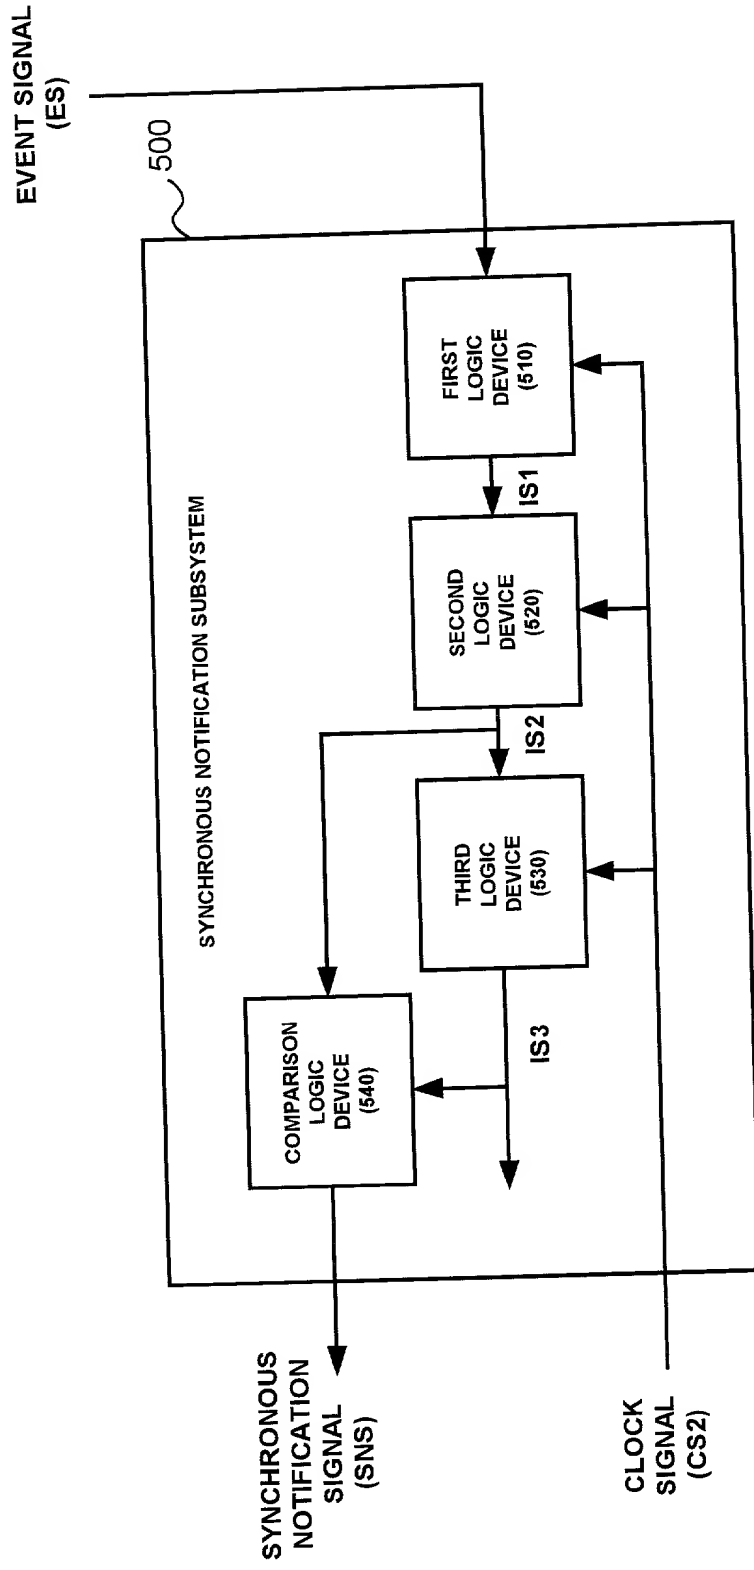 EVENT SIGNAL
(ES)
500
SYNCHRONOUS NOTIFICATION SUBSYSTEM
FIRST
LOGIC
DEVICE
(510)
IS1
SECOND
LOGIC
DEVICE
(520)
IS2
THIRD
LOGIC
DEVICE
(530)
IS3
COMPARISON
LOGIC
DEVICE
(540)
SYNCHRONOUS
NOTIFICATION
SIGNAL
(SNS)
CLOCK
SIGNAL
(CS2)